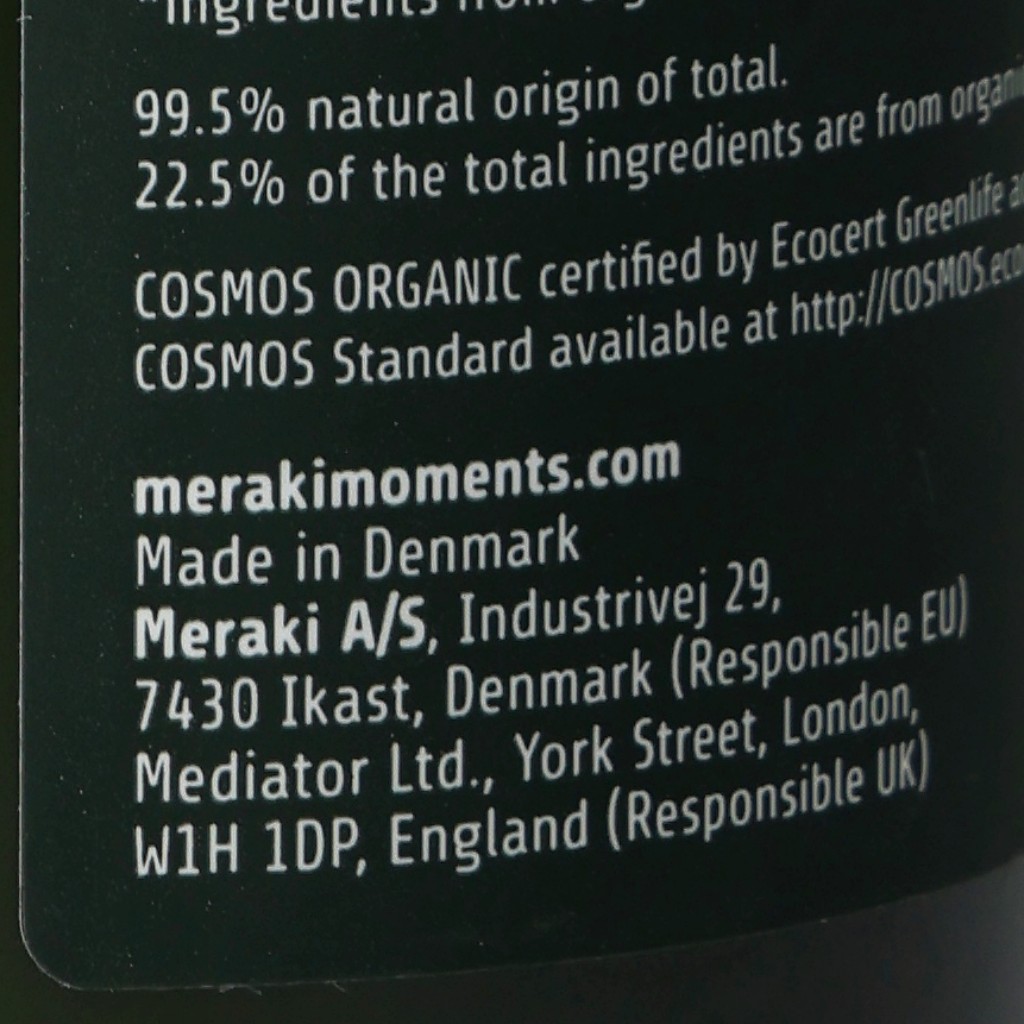 *Ingredients from
99.5% natural origin of total.
22.5% of the total ingredients are from
COSMOS ORGANIC certified by Ecocert Greenlife
COSMOS Standard available at
merakimoments.com
Made in Denmark
Meraki A/S, Industrivej 29,
7430 Ikast, Denmark (Responsible EU)
Mediator Ltd., York Street, London,
W1H 1DP, England (Responsible UK)